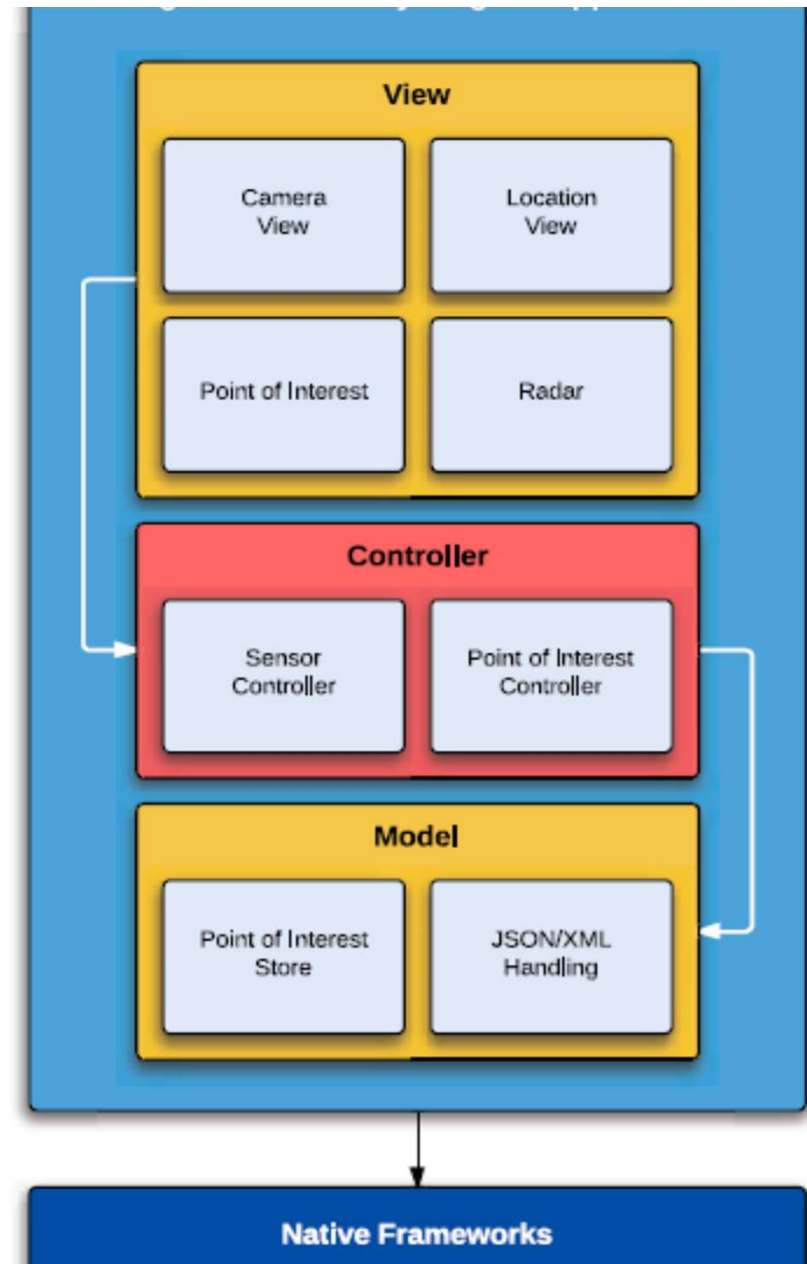 View
Camera
View
Location
View
Point of Interest
Radar
Controller
Sensor
Controller
Point of Interest
Controller
Model
Point of Interest
Store
JSON/XML
Handling
Native Frameworks